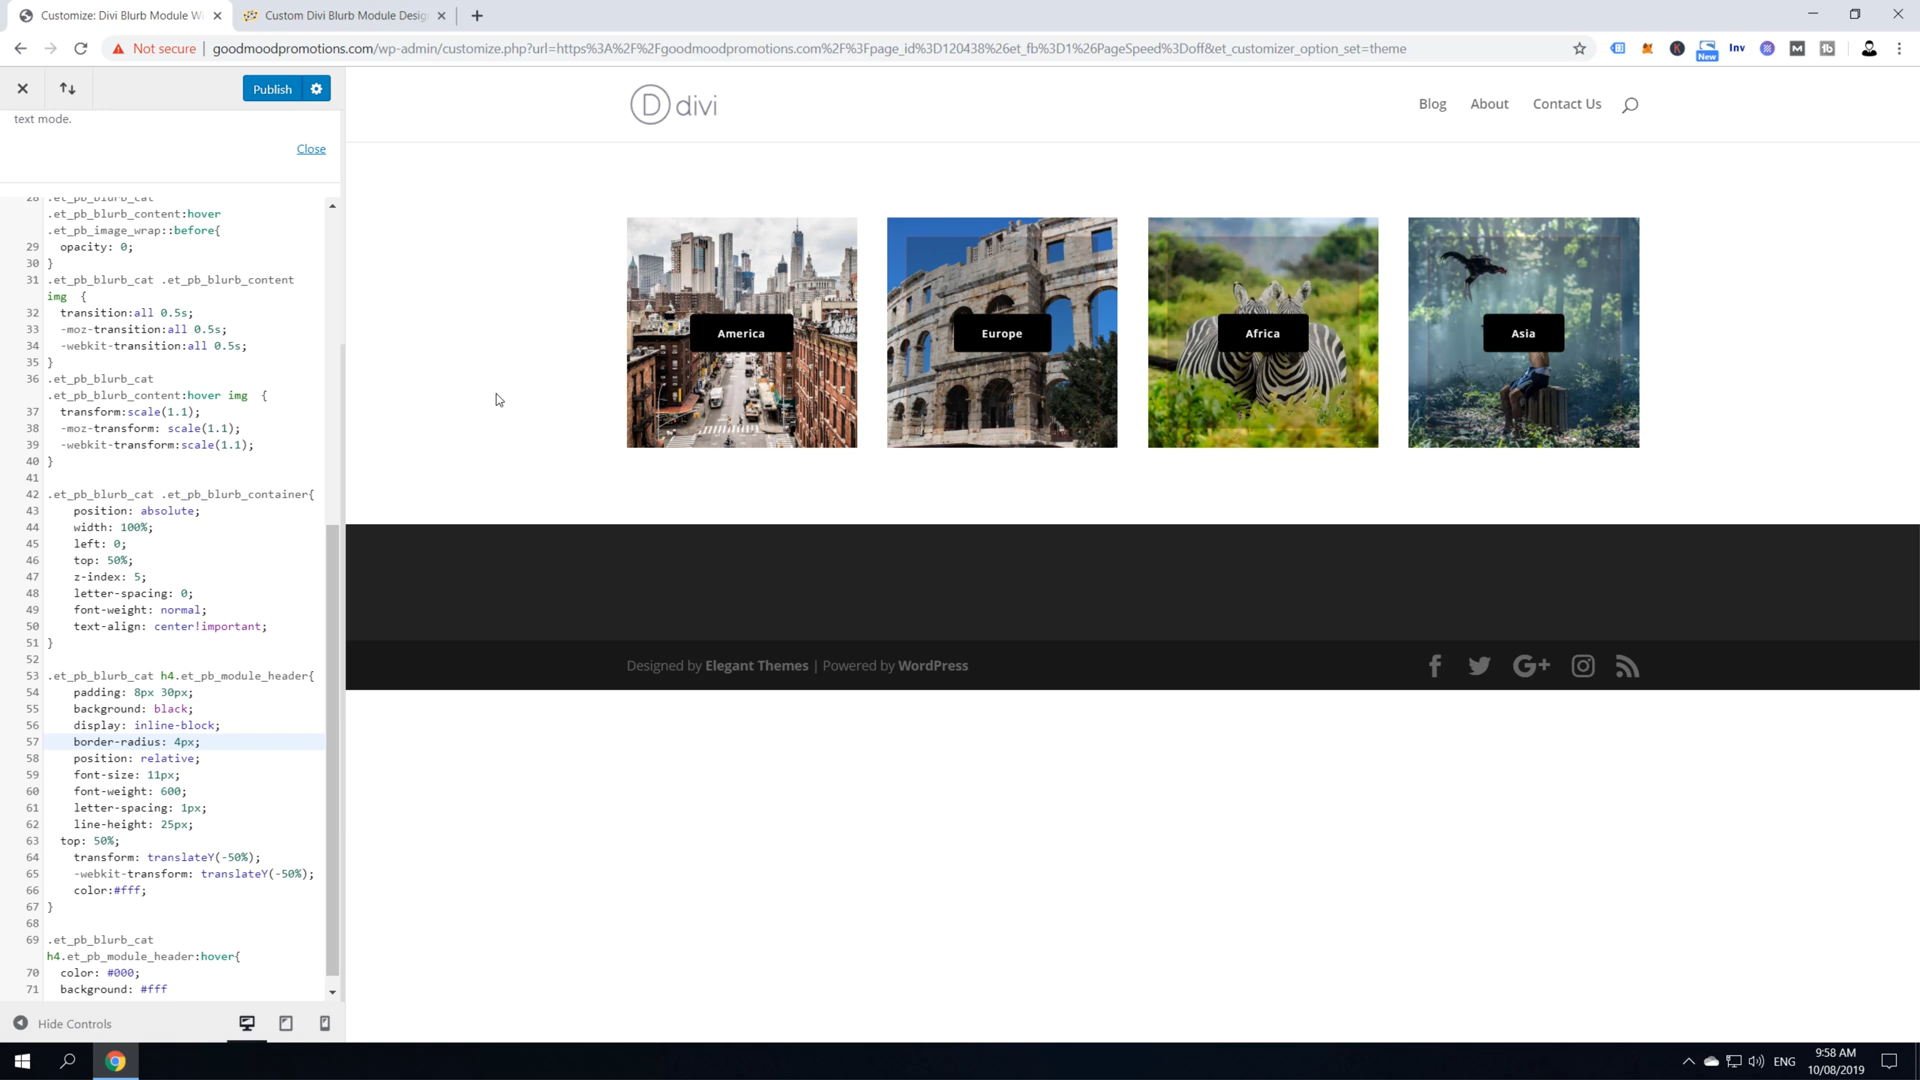 Customize: Divi Blurb Module W
Custom Divi Blurb Module Desig
Not secure | goodmoodpromotions.com/wp-admin/customize.php?url=https%3A%2F%2Fgoodmoodpromotions.com%2F%3Fpage_id%3D120438%26et_fb%3D1%26PageSpeed%3Doff&et_customizer_option_set=theme
Inv
New
Publish
text mode.
Close
divi
Blog About Contact Us
28 .et_pb_blurb_cat
.et_pb_blurb_content:hover
.et_pb_image_wrap::before{
29 opacity: 0;
30 }
31 .et_pb_blurb_cat .et_pb_blurb_content
img {
32 transition:all 0.5s;
33 -moz-transition:all 0.5s;
34 -webkit-transition:all 0.5s;
35 }
36 .et_pb_blurb_cat
.et_pb_blurb_content:hover img {
37 transform:scale(1.1);
38 -moz-transform: scale(1.1);
39 -webkit-transform:scale(1.1);
40 }
41
42 .et_pb_blurb_cat .et_pb_blurb_container{
43 position: absolute;
44 width: 100%;
45 left: 0;
46 top: 50%;
47 z-index: 5;
48 letter-spacing: 0;
49 font-weight: normal;
50 text-align: center!important;
51 }
52
53 .et_pb_blurb_cat h4.et_pb_module_header{
54 padding: 8px 30px;
55 background: black;
56 display: inline-block;
57 border-radius: 4px;
58 position: relative;
59 font-size: 11px;
60 font-weight: 600;
61 letter-spacing: 1px;
62 line-height: 25px;
63 top: 50%;
64 transform: translateY(-50%);
65 -webkit-transform: translateY(-50%);
66 color:#fff;
67 }
68
69 .et_pb_blurb_cat
h4.et_pb_module_header:hover{
70 color: #000;
71 background: #fff
America
Europe
Africa
Asia
Designed by Elegant Themes | Powered by WordPress
Hide Controls
ENG
9:58 AM
10/08/2019